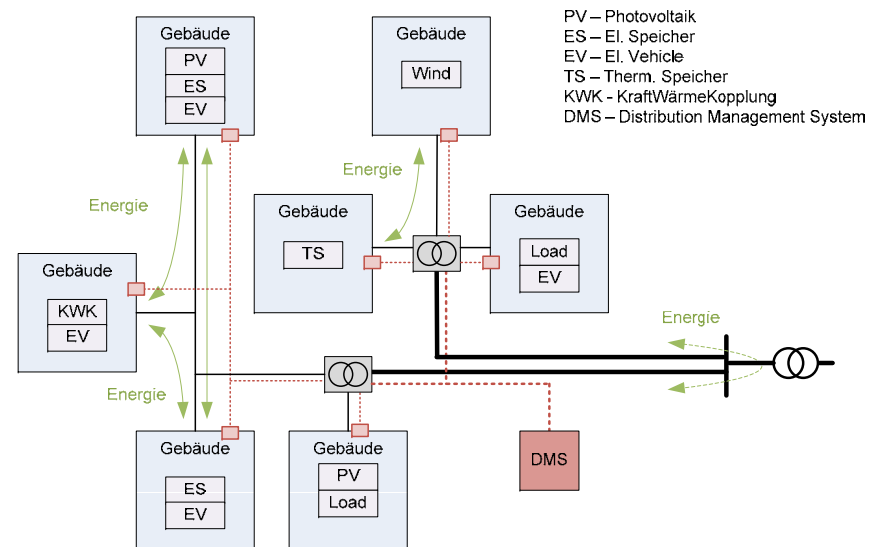 Gebäude
PV
ES
EV
Gebäude
Wind
PV – Photovoltaik
ES – El. Speicher
EV – El. Vehicle
TS – Therm. Speicher
KWK - KraftWärmeKopplung
DMS – Distribution Management System
Energie
Energie
Gebäude
TS
Gebäude
Load
EV
Gebäude
KWK
EV
Energie
Energie
Gebäude
ES
EV
Gebäude
PV
Load
DMS